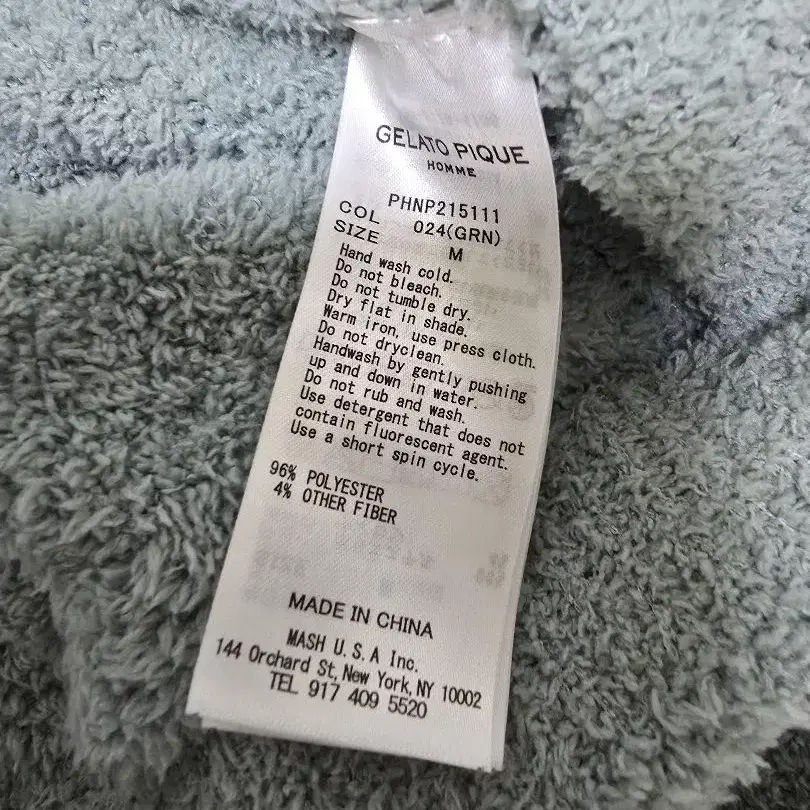 GELATO PIQUE
HOMME
PHNP215111
COL 024(GRN)
SIZE M
Hand wash cold.
Do not bleach.
Do not tumble dry.
Dry flat in shade.
Warm iron, use press cloth.
Do not dryclean.
Handwash by gently pushing
up and down in water.
Do not rub and wash.
Use detergent that does not
contain fluorescent agent.
Use a short spin cycle.
96% POLYESTER
4% OTHER FIBER
MADE IN CHINA
MASH U.S.A Inc.
144 Orchard St, New York, NY 10002
TEL 917 409 5520